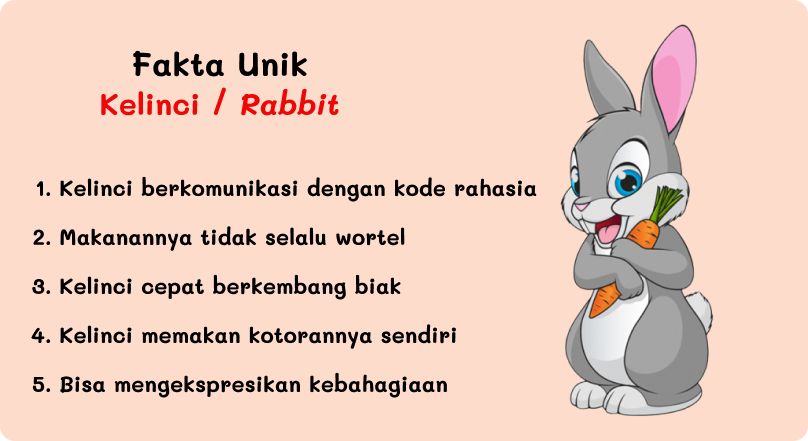 Fakta Unik
Kelinci / Rabbit
1. Kelinci berkomunikasi dengan kode rahasia
2. Makanannya tidak selalu wortel
3. Kelinci cepat berkembang biak
4. Kelinci memakan kotorannya sendiri
5. Bisa mengekspresikan kebahagiaan